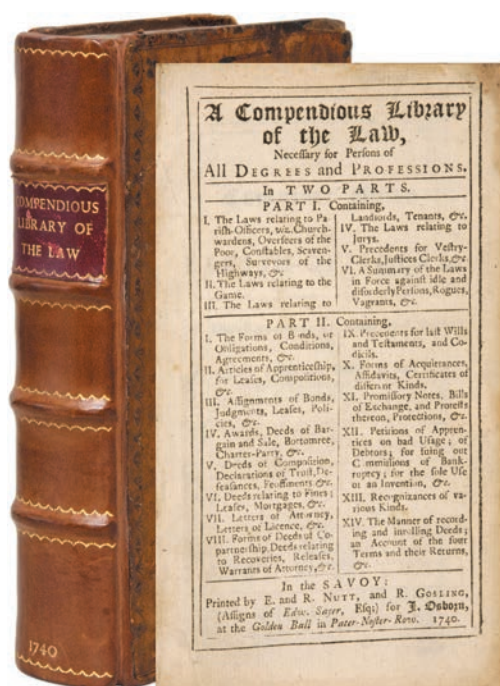 COMPENDIOUS
LIBRARY OF
THE LAW
1740
A Compendious Library
of the Law,
Necessary for Persons of
ALL DEGREES and PROFESSIONS.
In TWO PARTS.
PART I. Containing,
I. The Laws relating to Pa-
rish-Officers, viz. Church-
wardens, Overseers of the
Poor, Constables, Scaven-
gers, Surveyors of the
Highways, &c.
II. The Laws relating to the
Game.
III. The Laws relating to
Landlords, Tenants, &c.
IV. The Laws relating to
Jurys.
V. Precedents for Vestry-
Clerks, Justices Clerks, &c.
VI. A Summary of the Laws
in Force against idle and
disorderly Persons, Rogues,
Vagrants, &c.
PART II. Containing,
I. The Forms of Bonds, or
Obligations, Conditions,
Agreements, &c.
II. Articles of Apprenticeship,
for Leases, Compositions,
&c.
III. Assignments of Bonds,
Judgments, Leases, Poli-
cies, &c.
IV. Awards, Deeds of Bar-
gain and Sale, Bottomree,
Charter-Party, &c.
V. Deeds of Composition,
Declarations of Trust, De-
feasances, Feoffments &c.
VI. Deeds relating to Fines;
Leases, Mortgages, &c.
VII. Letters of Attorney,
Letters of Licence, &c.
VIII. Forms of Deeds of Co-
partnership, Deeds relating
to Recoveries, Releases,
Warrants of Attorney, &c.
IX. Precedents for last Wills
and Testaments, and Co-
dicils.
X. Forms of Acquittances,
Affidavits, Certificates of
different Kinds.
XI. Promissory Notes, Bills
of Exchange, and Protests
thereon, Protections, &c.
XII. Petitions of Appren-
tices on bad Usage; of
Debtors; for suing out
Commissions of Bank-
ruptcy; for the sole Use
of an Invention, &c.
XIII. Recognizances of va-
rious Kinds.
XIV. The Manner of record-
ing and inrolling Deeds;
an Account of the four
Terms and their Returns,
&c.
In the SAVOY:
Printed by E. and R. NUTT, and R. GOSLING,
(Assigns of Edw. Sayer, Esq;) for J. Osborn,
at the Golden Ball in Pater-Noster-Row. 1740.